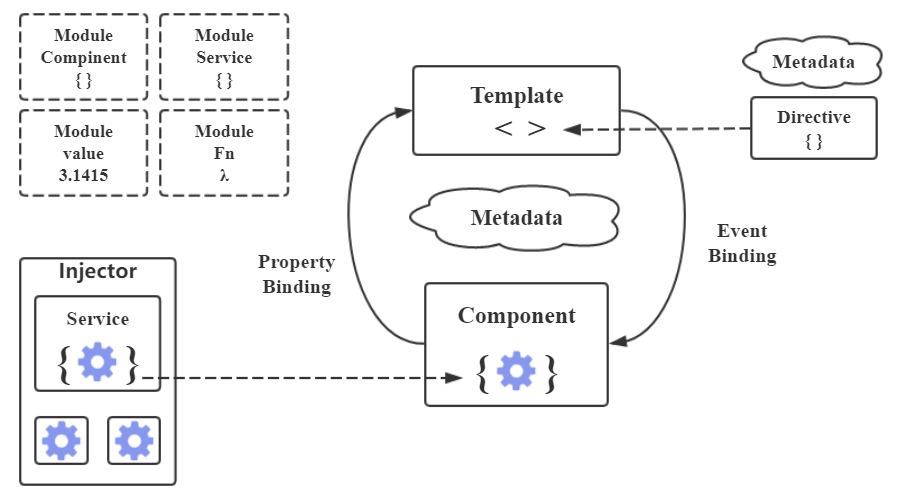 Module
Compinent
{ }
Module
Service
{ }
Module
value
3.1415
Module
Fn
λ
Template
< >
Metadata
Directive
{ }
Metadata
Property
Binding
Event
Binding
Injector
Service
{ }
Component
{ }